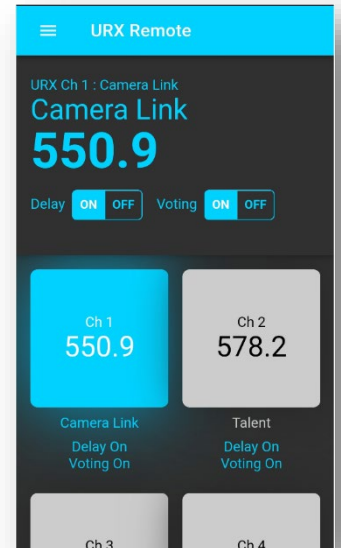 URX Remote
URX Ch 1 : Camera Link
Camera Link
550.9
Delay ON OFF Voting ON OFF
Ch 1
550.9
Camera Link
Delay On
Voting On
Ch 2
578.2
Talent
Delay On
Voting On
Ch 3
Ch 4